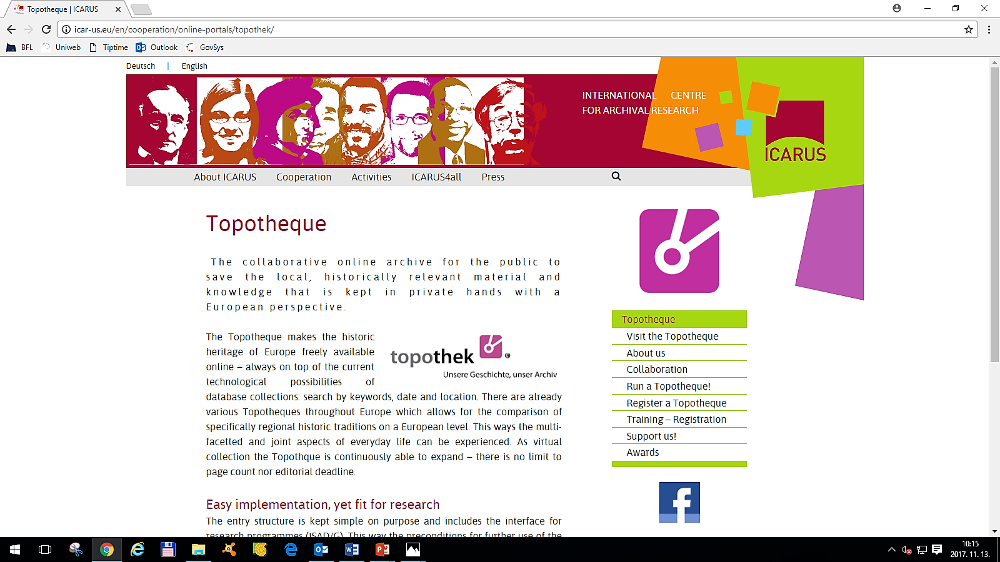 Topotheque | ICARUS
icar-us.eu/en/cooperation/online-portals/topothek/
BFL Uniweb Tiptime Outlook GovSys
Deutsch | English
INTERNATIONAL CENTRE
FOR ARCHIVAL RESEARCH
ICARUS
About ICARUS Cooperation Activities ICARUS4all Press
Topotheque
The collaborative online archive for the public to
save the local, historically relevant material and
knowledge that is kept in private hands with a
European perspective.
The Topotheque makes the historic
heritage of Europe freely available
online – always on top of the current
technological possibilities of
database collections: search by keywords, date and location. There are already
various Topotheques throughout Europe which allows for the comparison of
specifically regional historic traditions on a European level. This ways the multi-
facetted and joint aspects of everyday life can be experienced. As virtual
collection the Topothque is continuously able to expand – there is no limit to
page count nor editorial deadline.
topothek ®
Unsere Geschichte, unser Archiv
Easy implementation, yet fit for research
The entry structure is kept simple on purpose and includes the interface for
research programmes (ISAD/G). This way the preconditions for further use of the
Topotheque
Visit the Topotheque
About us
Collaboration
Run a Topotheque!
Register a Topotheque
Training – Registration
Support us!
Awards
10:15
2017. 11. 13.